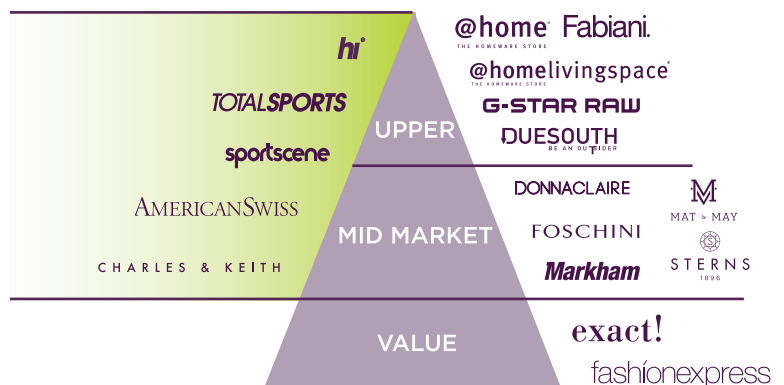 hi
@home
THE HOMEWARE STORE
Fabiani.
@homelivingspace
THE HOMEWARE STORE
TOTALSPORTS
G-STAR RAW
UPPER
DUESOUTH
BE AN OUTSIDER
sportscene
AMERICANSWISS
DONNACLAIRE
M
MAT & MAY
MID MARKET
FOSCHINI
S
STERNS
1896
CHARLES & KEITH
Markham
VALUE
exact!
fashionexpress